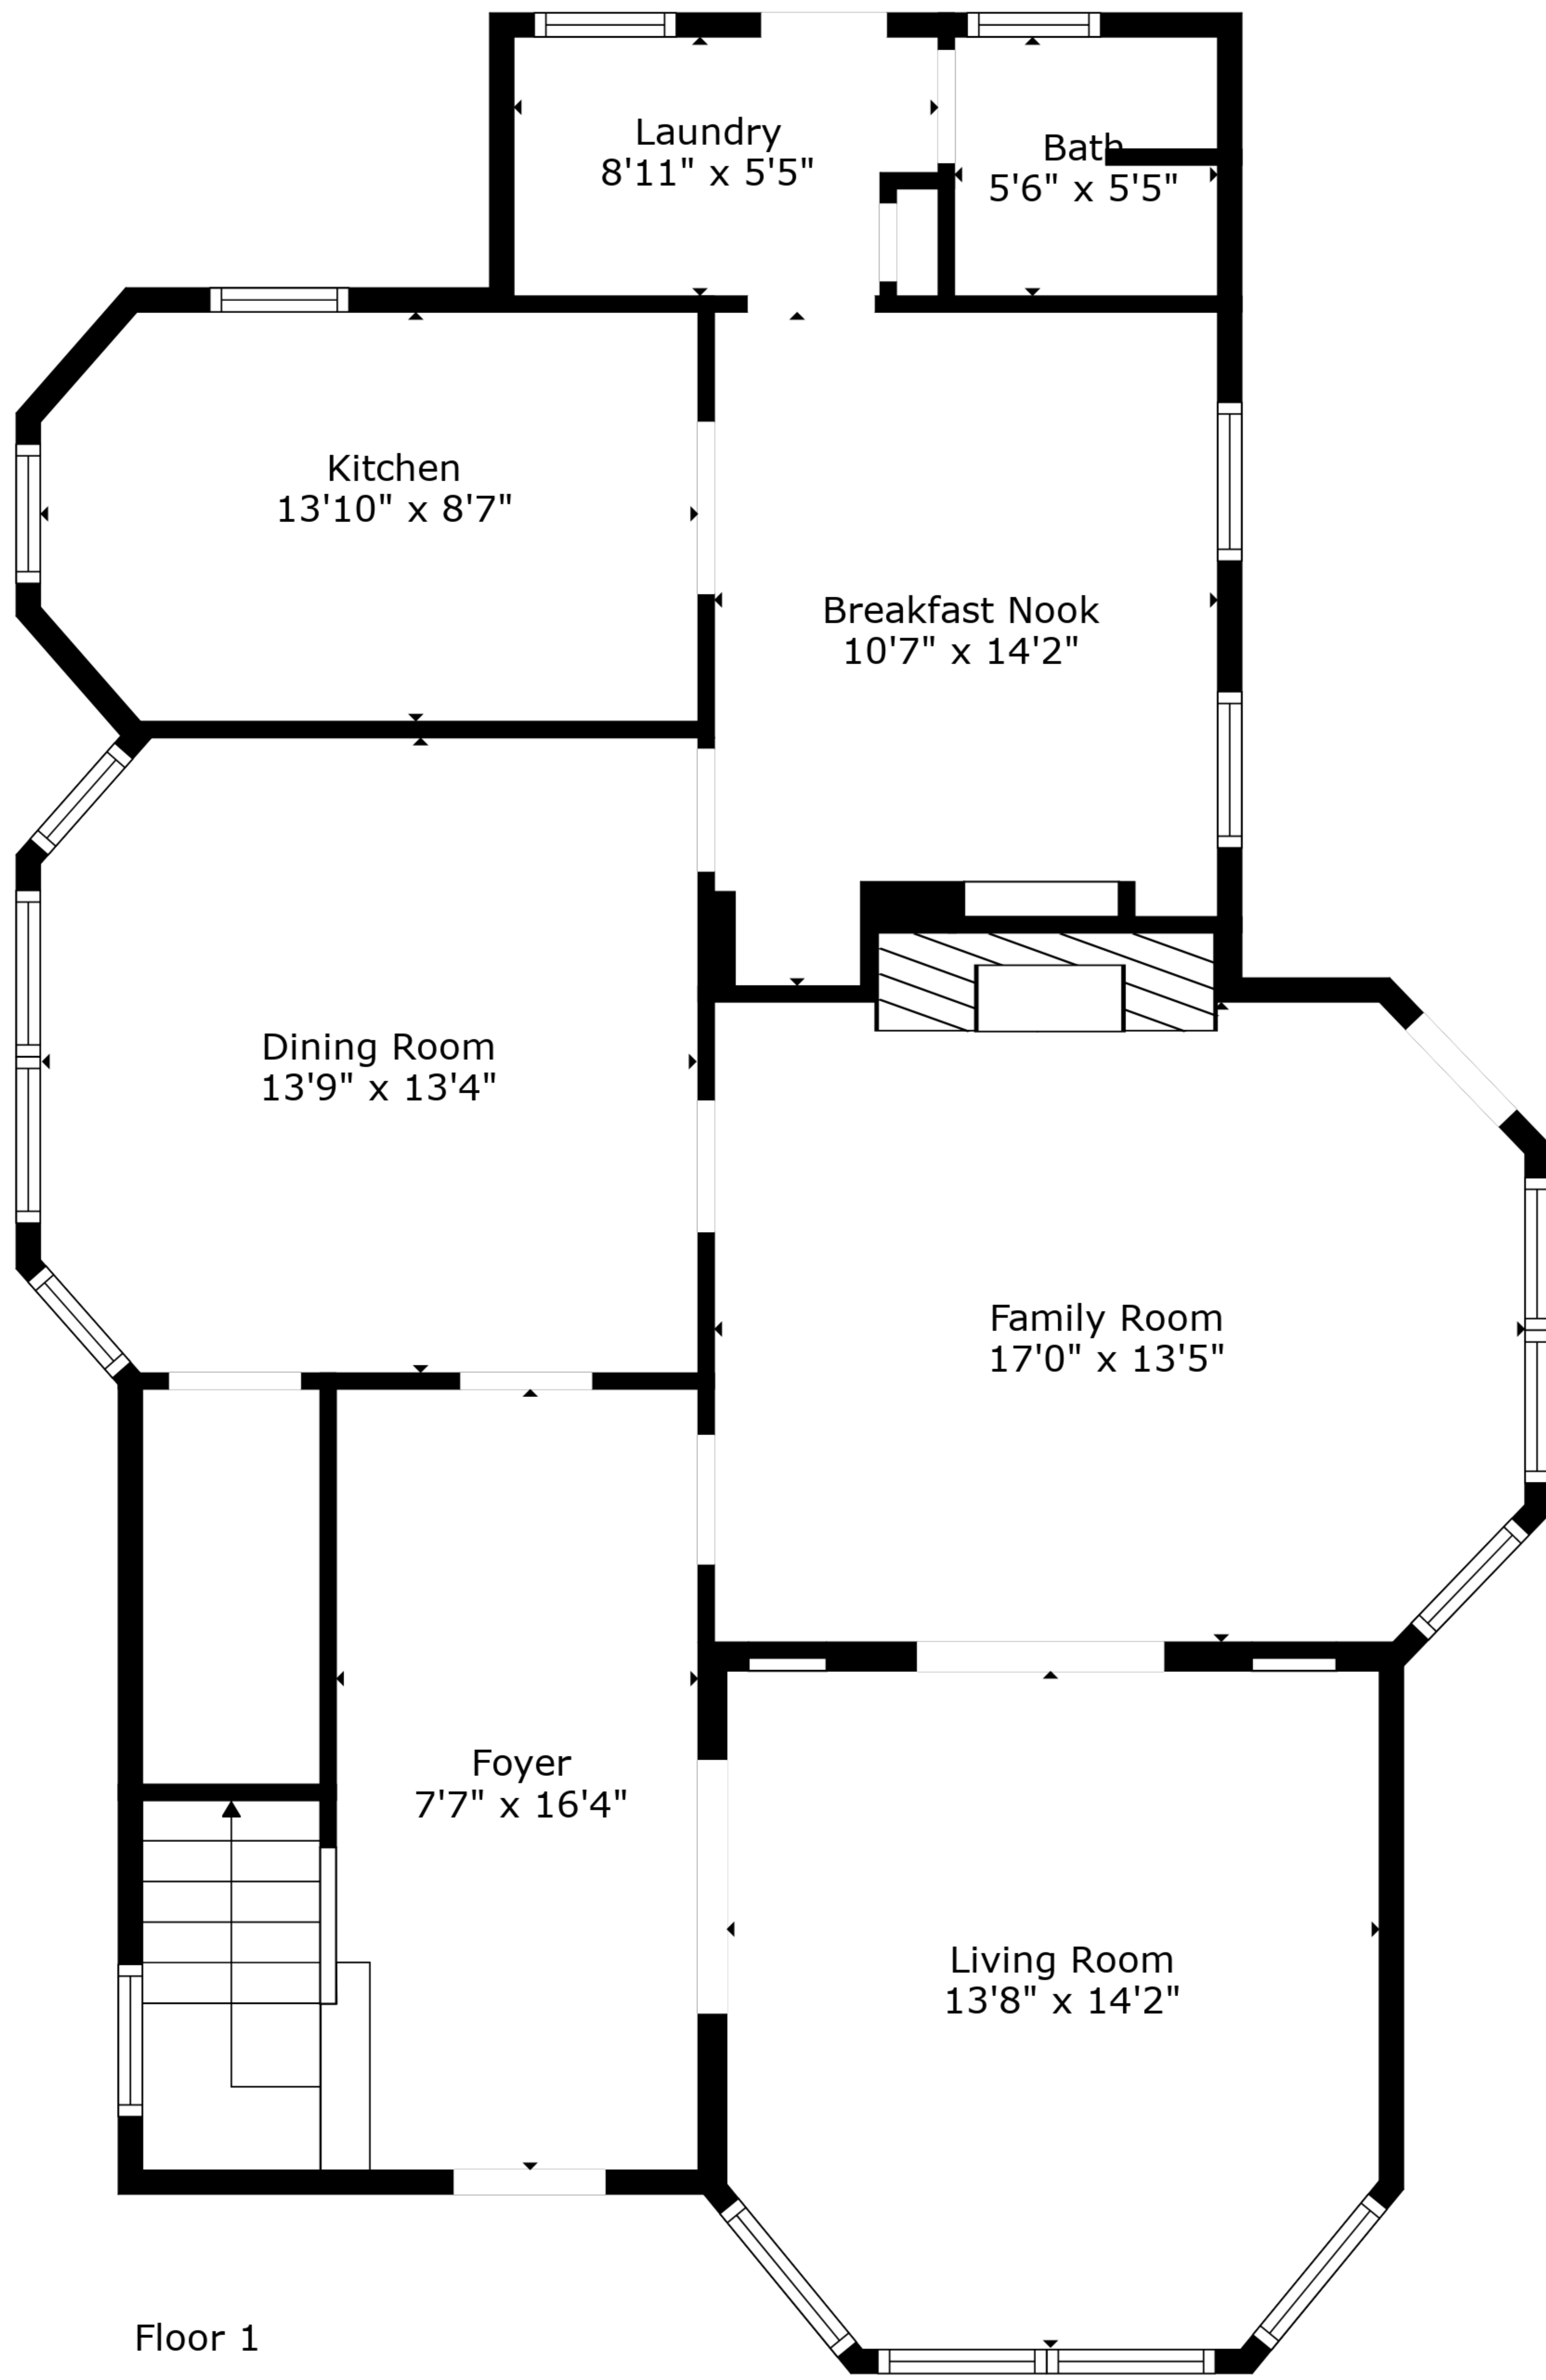 Laundry
8'11" x 5'5"
Bath
5'6" x 5'5"
Kitchen
13'10" x 8'7"
Breakfast Nook
10'7" x 14'2"
Dining Room
13'9" x 13'4"
Family Room
17'0" x 13'5"
Foyer
7'7" x 16'4"
Living Room
13'8" x 14'2"
Floor 1